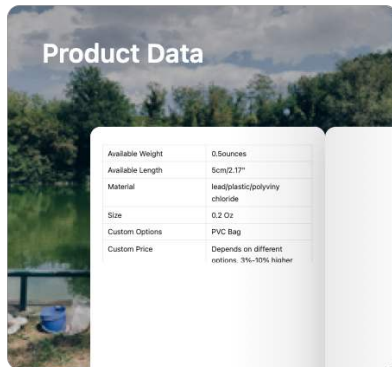 Product Data
Available Weight 0.5ounces
Available Length 5cm/2.17"
Material lead/plastic/polyviny
chloride
Size 0.2 Oz
Custom Options PVC Bag
Custom Price Depends on different
options, 3%-10% higher